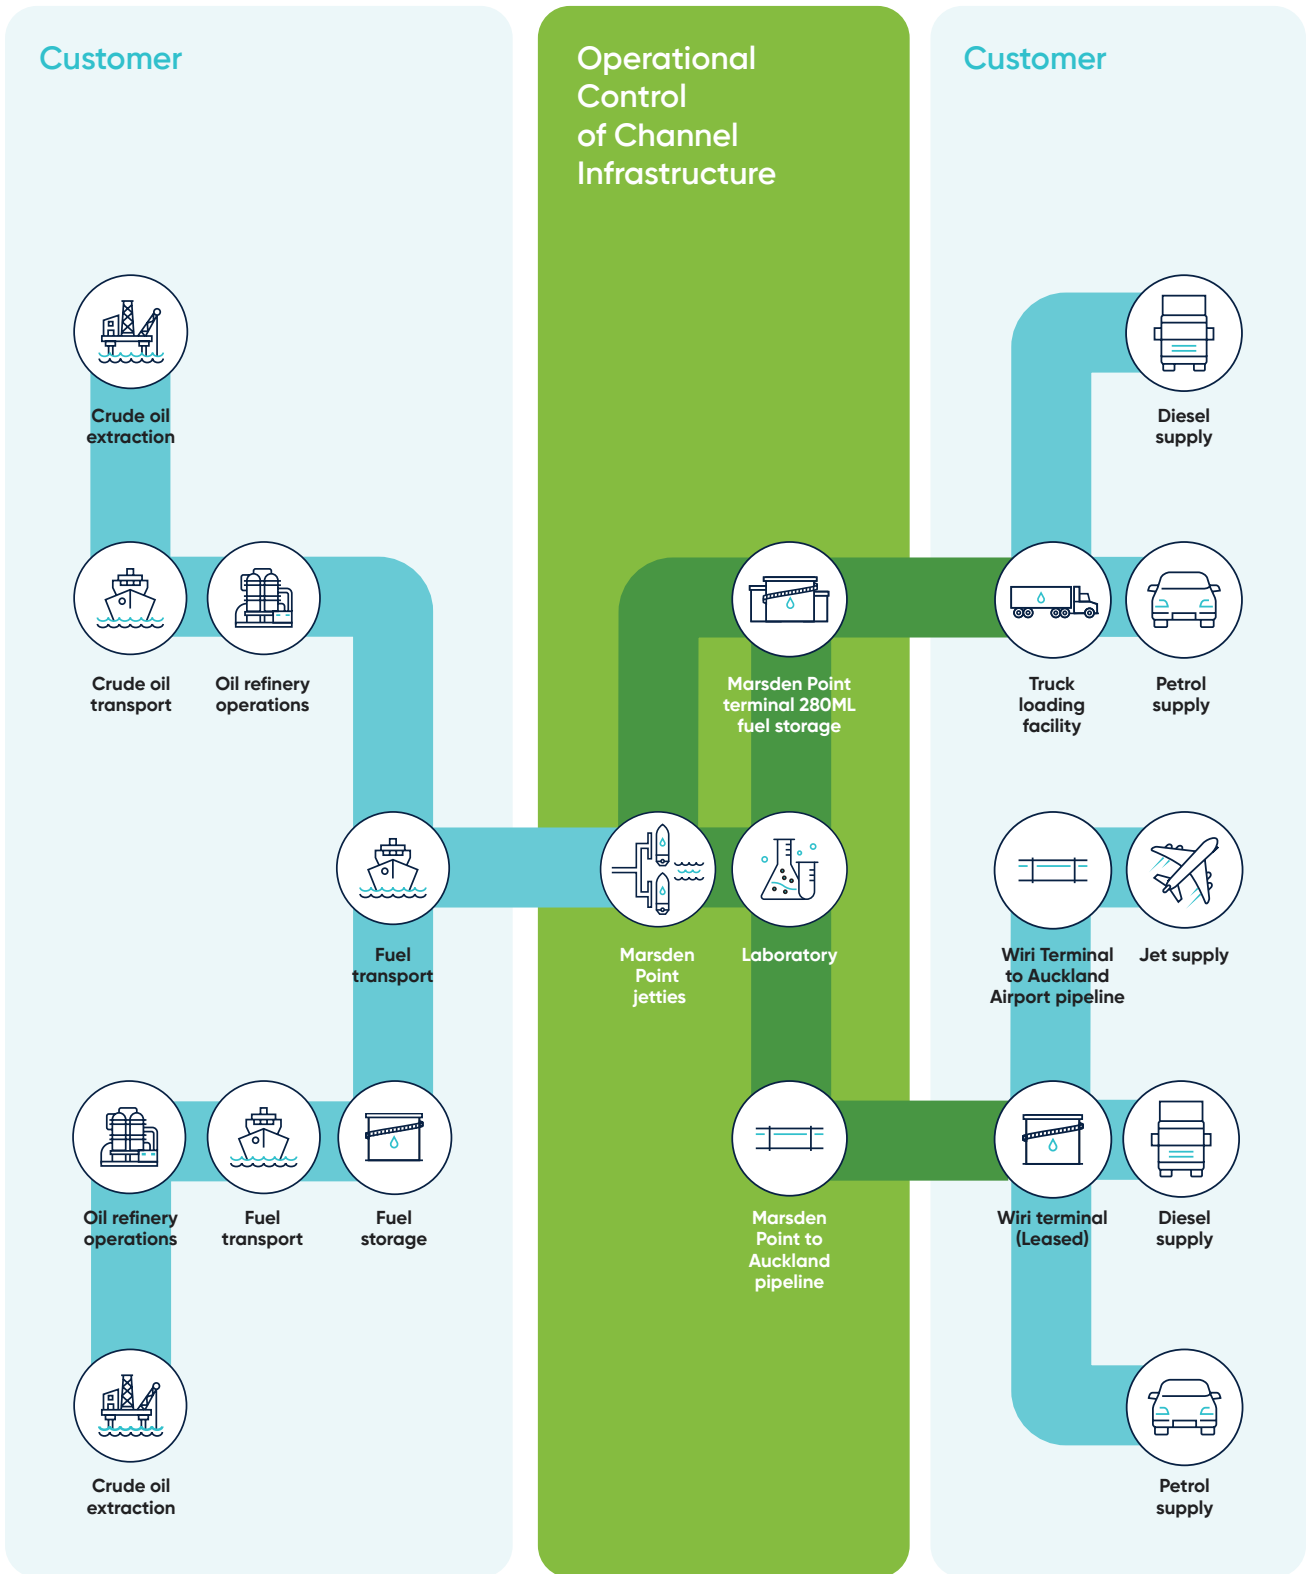 Customer
Crude oil
extraction
Crude oil
transport
Oil refinery
operations
Fuel
transport
Oil refinery
operations
Fuel
transport
Fuel
storage
Crude oil
extraction
Operational
Control
of Channel
Infrastructure
Marsden Point
terminal 280ML
fuel storage
Marsden
Point
jetties
Laboratory
Marsden
Point to
Auckland
pipeline
Customer
Diesel
supply
Truck
loading
facility
Petrol
supply
Wiri Terminal
to Auckland
Airport pipeline
Jet supply
Wiri terminal
(Leased)
Diesel
supply
Petrol
supply